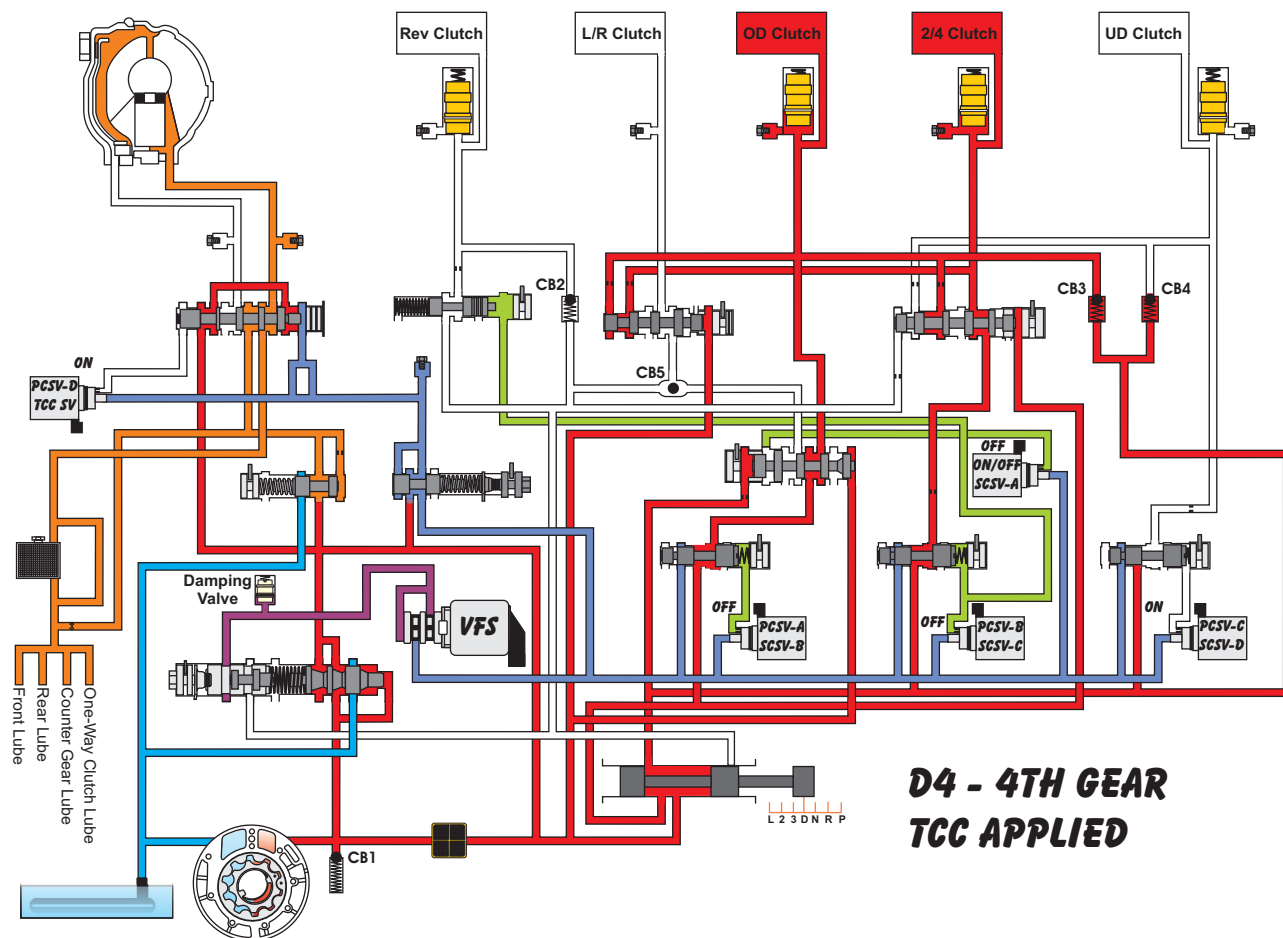 Rev Clutch
L/R Clutch
OD Clutch
2/4 Clutch
UD Clutch
CB2
CB3
CB4
ON
PCSV-D
TCC SV
CB5
OFF
ON/OFF
SCSV-A
Damping
Valve
VFS
OFF
PCSV-A
SCSV-B
OFF
PCSV-B
SCSV-C
ON
PCSV-C
SCSV-D
Front Lube
Rear Lube
Counter Gear Lube
One-Way Clutch Lube
L 2 3 D N R P
D4 - 4TH GEAR
TCC APPLIED
CB1